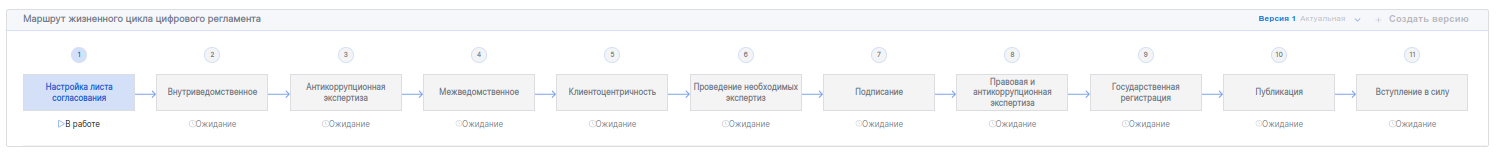 Маршрут жизненного цикла цифрового регламента
Версия 1 Актуальная
+ Создать версию
1
2
3
4
5
6
7
8
9
10
11
Настройка листа
согласования
Внутриведомственное
Антикоррупционная
экспертиза
Межведомственное
Клиентоцентричность
Проведение необходимых
экспертиз
Подписание
Правовая и
антикоррупционная
экспертиза
Государственная
регистрация
Публикация
Вступление в силу
В работе
Ожидание
Ожидание
Ожидание
Ожидание
Ожидание
Ожидание
Ожидание
Ожидание
Ожидание
Ожидание